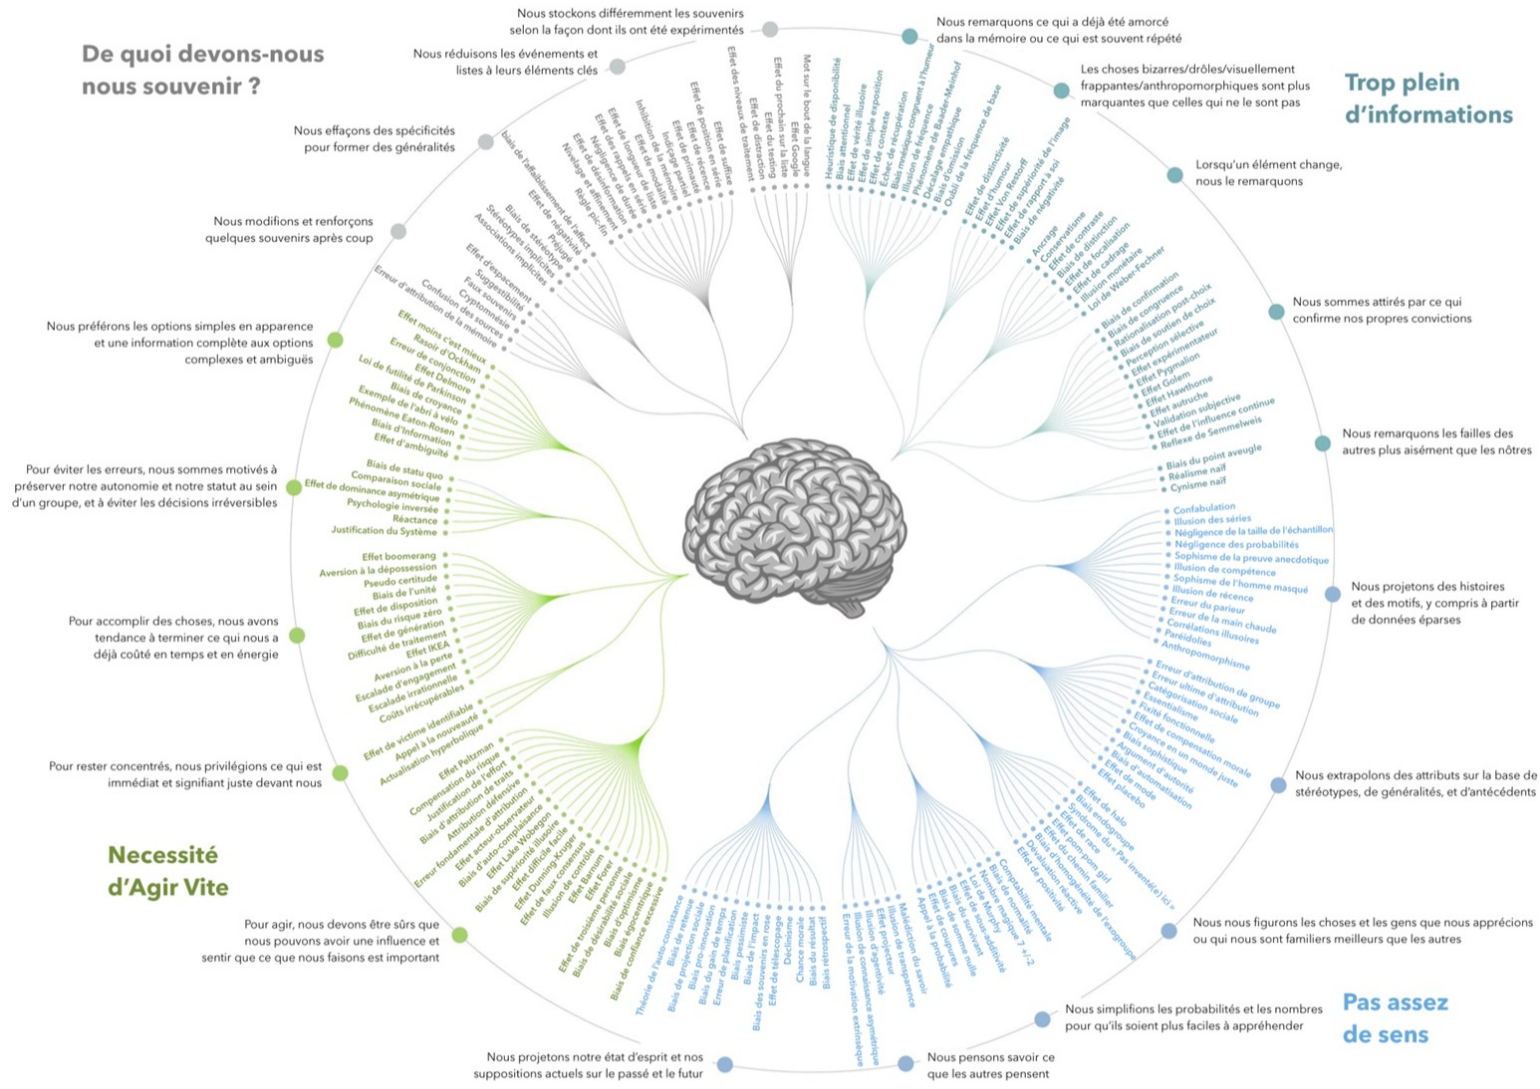 De quoi devons-nous
nous souvenir ?
Nous stockons différemment les souvenirs
selon la façon dont ils ont été expérimentés
Mot sur le bout de la langue
Effet Google
Effet du prochain sur la liste
Effet du testing
Effet de distraction
Effet des niveaux de traitement
Nous réduisons les événements et
listes à leurs éléments clés
Effet de suffixe
Effet de position en série
Effet de récence
Effet de primauté
Indiçage partiel
Inhibition de la mémoire
Effet de modalité
Effet de longueur de liste
Effet des rappels en série
Négligence de durée
Effet de désinformation
Nivelage et affinement
Règle pic-fin
Nous effaçons des spécificités
pour former des généralités
biais de l'affaiblissement de l'affect
Effet de négativité
Préjugé
Biais de stéréotype
Stéréotypes implicites
Associations implicites
Nous modifions et renforçons
quelques souvenirs après coup
Effet d'espacement
Suggestibilité
Faux souvenirs
Cryptomnésie
Confusion des sources
Erreur d'attribution de la mémoire
Trop plein
d'informations
Nous remarquons ce qui a déjà été amorcé
dans la mémoire ou ce qui est souvent répété
Heuristique de disponibilité
Biais attentionnel
Effet de vérité illusoire
Effet de simple exposition
Effet de contexte
Échec de récupération
Biais mnésique congruent à l'humeur
Illusion de fréquence
Phénomène de Baader-Meinhof
Décalage empathique
Biais d'omission
Oubli de la fréquence de base
Les choses bizarres/drôles/visuellement
frappantes/anthropomorphiques sont plus
marquantes que celles qui ne le sont pas
Effet de distinctivité
Effet d'humour
Effet Von Restorff
Effet de supériorité de l'image
Effet de rapport à soi
Biais de négativité
Lorsqu'un élément change,
nous le remarquons
Ancrage
Conservatisme
Effet de contraste
Biais de distinction
Effet de focalisation
Effet de cadrage
Illusion monétaire
Loi de Weber-Fechner
Nous sommes attirés par ce qui
confirme nos propres convictions
Biais de confirmation
Biais de congruence
Rationalisation post-choix
Biais de soutien de choix
Perception sélective
Effet expérimentateur
Effet Pygmalion
Effet Golem
Effet Hawthorne
Effet autruche
Validation subjective
Effet de l'influence continue
Reflexe de Semmelweis
Nous remarquons les failles des
autres plus aisément que les nôtres
Biais du point aveugle
Réalisme naïf
Cynisme naïf
Confabulation
Illusion des séries
Négligence de la taille de l'échantillon
Négligence des probabilités
Sophisme de la preuve anecdotique
Illusion de compétence
Sophisme de l'homme masqué
Illusion de récence
Erreur du parieur
Erreur de la main chaude
Corrélations illusoires
Paréidolies
Anthropomorphisme
Nous projetons des histoires
et des motifs, y compris à partir
de données éparses
Erreur d'attribution de groupe
Erreur ultime d'attribution
Catégorisation sociale
Essentialisme
Fixité fonctionnelle
Effet de compensation morale
Croyance en un monde juste
Biais sophistique
Argument d'autorité
Biais d'automatisation
Effet de mode
Effet placebo
Nous extrapolons des attributs sur la base de
stéréotypes, de généralités, et d'antécédents
Effet de halo
Biais endogroupe
Syndrome du « Pas inventé(e) ici »
Effet de race
Effet pom-pom girl
Effet du chemin familier
Biais d'homogénéité de l'exogroupe
Dévaluation réactive
Effet de positivité
Nous nous figurons les choses et les gens que nous apprécions
ou qui nous sont familiers meilleurs que les autres
Comptabilité mentale
Biais de normalité
Nombre magique 7 +/-2
Loi de Murphy
Effet de sous-additivité
Biais du survivant
Biais de somme nulle
Effet de coupures
Appel à la probabilité
Nous simplifions les probabilités et les nombres
pour qu'ils soient plus faciles à appréhender
Pas assez
de sens
Malédiction du savoir
Illusion de transparence
Effet projecteur
Illusion d'agentivité
Illusion de connaissance asymétrique
Erreur de la motivation extrinsèque
Nous pensons savoir ce
que les autres pensent
Biais rétrospectif
Biais du résultat
Chance morale
Déclinisme
Effet de télescopage
Biais des souvenirs en rose
Biais de l'impact
Biais pessimiste
Erreur de planification
Biais du gain de temps
Biais pro-innovation
Biais de projection sociale
Biais de retenue
Théorie de l'auto-consistance
Nous projetons notre état d'esprit et nos
suppositions actuels sur le passé et le futur
Nous préférons les options simples en apparence
et une information complète aux options
complexes et ambiguës
Effet moins c'est mieux
Rasoir d'Ockham
Erreur de conjonction
Effet Delmore
Loi de futilité de Parkinson
Biais de croyance
Exemple de l'abri à vélo
Phénomène Eaton-Rosen
Biais d'Information
Effet d'ambiguïté
Pour éviter les erreurs, nous sommes motivés à
préserver notre autonomie et notre statut au sein
d'un groupe, et à éviter les décisions irréversibles
Biais de statu quo
Comparaison sociale
Effet de dominance asymétrique
Psychologie inversée
Réactance
Justification du Système
Pour accomplir des choses, nous avons
tendance à terminer ce qui nous a
déjà coûté en temps et en énergie
Effet boomerang
Aversion à la dépossession
Pseudo certitude
Biais de l'unité
Effet de disposition
Biais du risque zéro
Effet de génération
Difficulté de traitement
Effet IKEA
Aversion à la perte
Escalade d'engagement
Escalade irrationnelle
Coûts irrécupérables
Pour rester concentrés, nous privilégions ce qui est
immédiat et signifiant juste devant nous
Effet de victime identifiable
Appel à la nouveauté
Actualisation hyperbolique
Necessité
d'Agir Vite
Pour agir, nous devons être sûrs que
nous pouvons avoir une influence et
sentir que ce que nous faisons est important
Effet Peltzman
Compensation du risque
Justification de l'effort
Biais d'attribution de traits
Attribution défensive
Erreur fondamentale d'attribution
Effet acteur-observateur
Biais d'auto-complaisance
Effet Lake Wobegon
Biais de supériorité illusoire
Effet difficile facile
Effet Dunning-Kruger
Effet de faux consensus
Illusion de contrôle
Effet Barnum
Effet Forer
Effet de troisième personne
Biais de désirabilité sociale
Biais d'optimisme
Biais égocentrique
Biais de confiance excessive